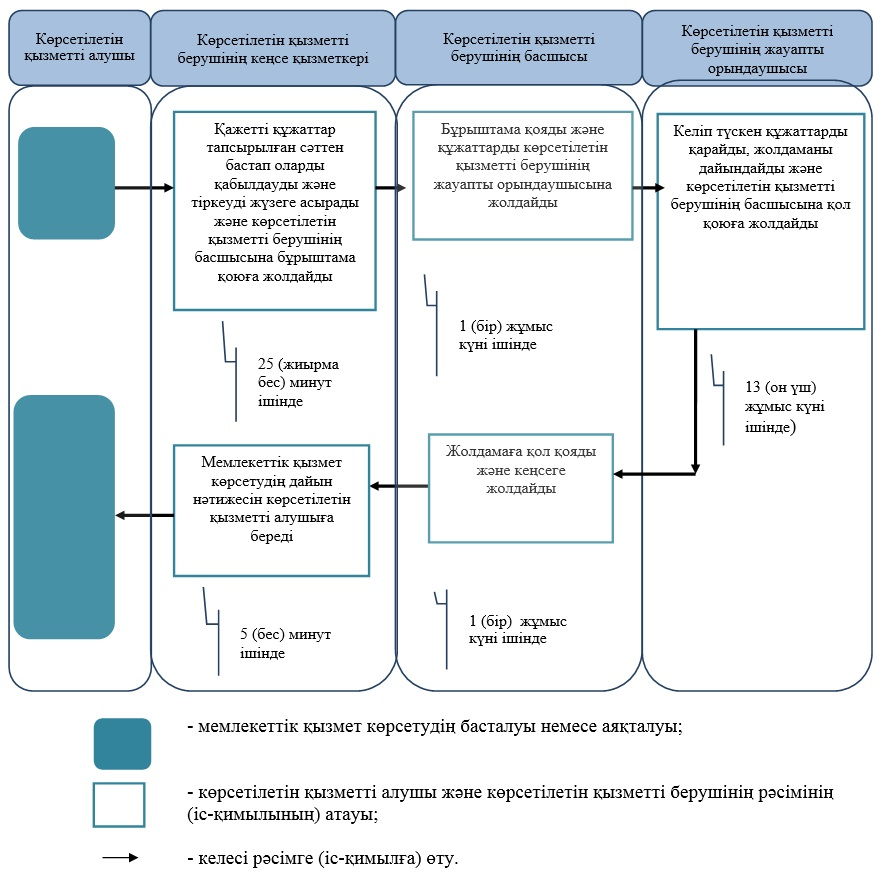 Көрсетілетін
қызметті алушы
Көрсетілетін қызметті
берушінің кеңсе қызметкері
Көрсетілетін қызметті
берушінің басшысы
Көрсетілетін қызметті
берушінің жауапты
орындаушысы
Қажетті құжаттар
тапсырылған сәттен
бастап оларды
қабылдауды және
тіркеуді жүзеге асырады
және көрсетілетін
қызметті берушінің
басшысына бұрыштама
қоюға жолдайды
Бұрыштама қояды және
құжаттарды көрсетілетін
қызметті берушінің
жауапты орындаушысына
жолдайды
Келіп түскен құжаттарды
қарайды, жолдаманы
дайындайды және
көрсетілетін қызметті
берушінің басшысына қол
қоюға жолдайды
25 (жиырма
бес) минут
ішінде
1 (бір) жұмыс
күні ішінде
13 (он үш)
жұмыс күні
ішінде)
Мемлекеттік қызмет
көрсетудің дайын
нәтижесін көрсетілетін
қызметті алушыға
береді
Жолдамаға қол қояды
және кеңсеге
жолдайды
5 (бес) минут
ішінде
1 (бір) жұмыс
күні ішінде
- мемлекеттік қызмет көрсетудің басталуы немесе аяқталуы;
- көрсетілетін қызметті алушы және көрсетілетін қызметті берушінің рәсімінің
(іс-қимылының) атауы;
- келесі рәсімге (іс-қимылға) өту.